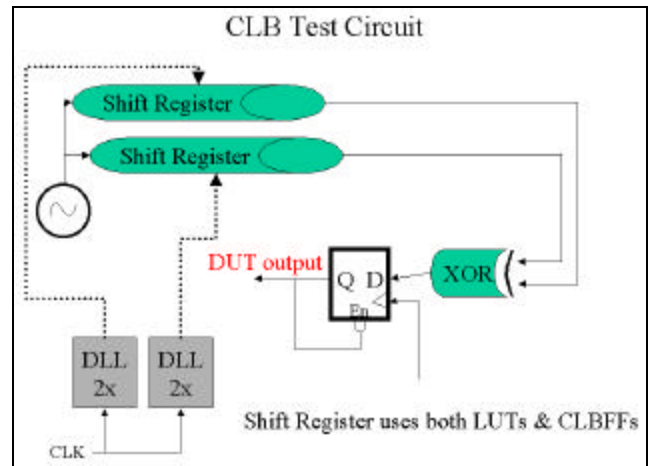 CLB Test Circuit
Shift Register
Shift Register
DUT output
Q D
En
XOR
DLL
2x
DLL
2x
Shift Register uses both LUTs & CLBFFs
CLK